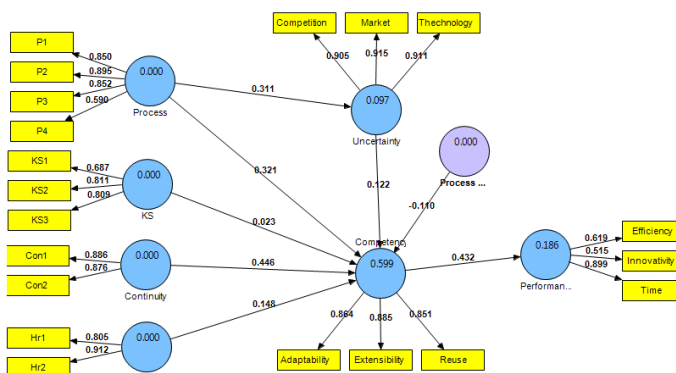 Competition
Market
Thechnology
P1
P2
P3
P4
0.850
0.895
0.852
0.590
0.000
Process
0.905
0.915
0.911
0.311
0.097
Uncertainty
0.000
Process ...
KS1
KS2
KS3
0.687
0.811
0.809
0.000
KS
0.321
0.122
-0.110
0.023
Con1
Con2
0.886
0.876
0.000
Continuity
0.446
Competency
0.599
0.432
0.186
Performan...
0.619
0.515
0.899
Efficiency
Innovativity
Time
Hr1
Hr2
0.805
0.912
0.000
0.148
0.864
0.885
0.851
Adaptability
Extensibility
Reuse